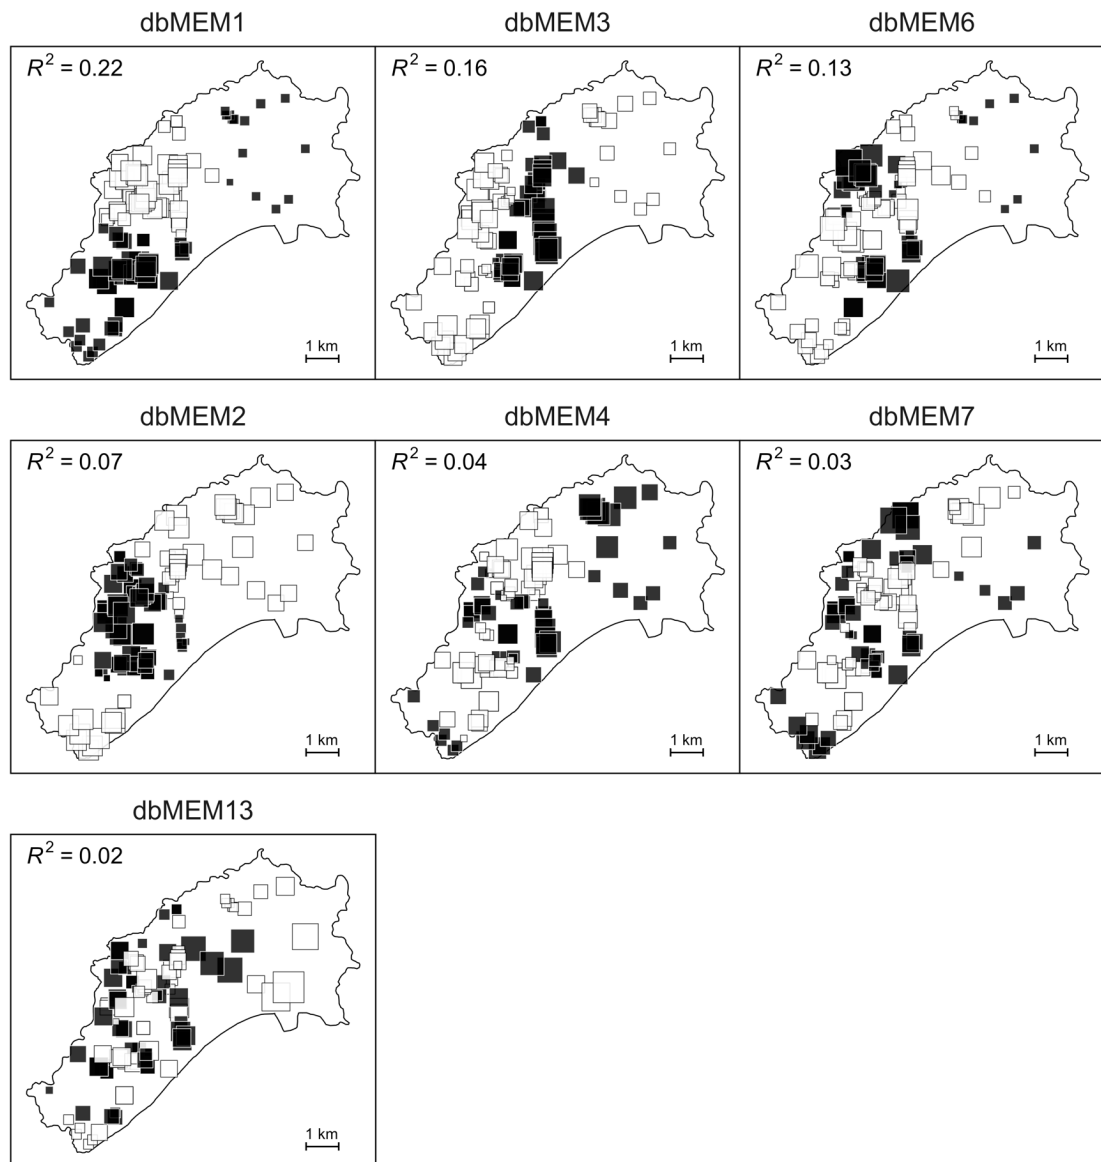 dbMEM1 dbMEM3 dbMEM6
R² = 0.22 R² = 0.16 R² = 0.13
1 km 1 km 1 km
dbMEM2 dbMEM4 dbMEM7
R² = 0.07 R² = 0.04 R² = 0.03
1 km 1 km 1 km
dbMEM13
R² = 0.02
1 km